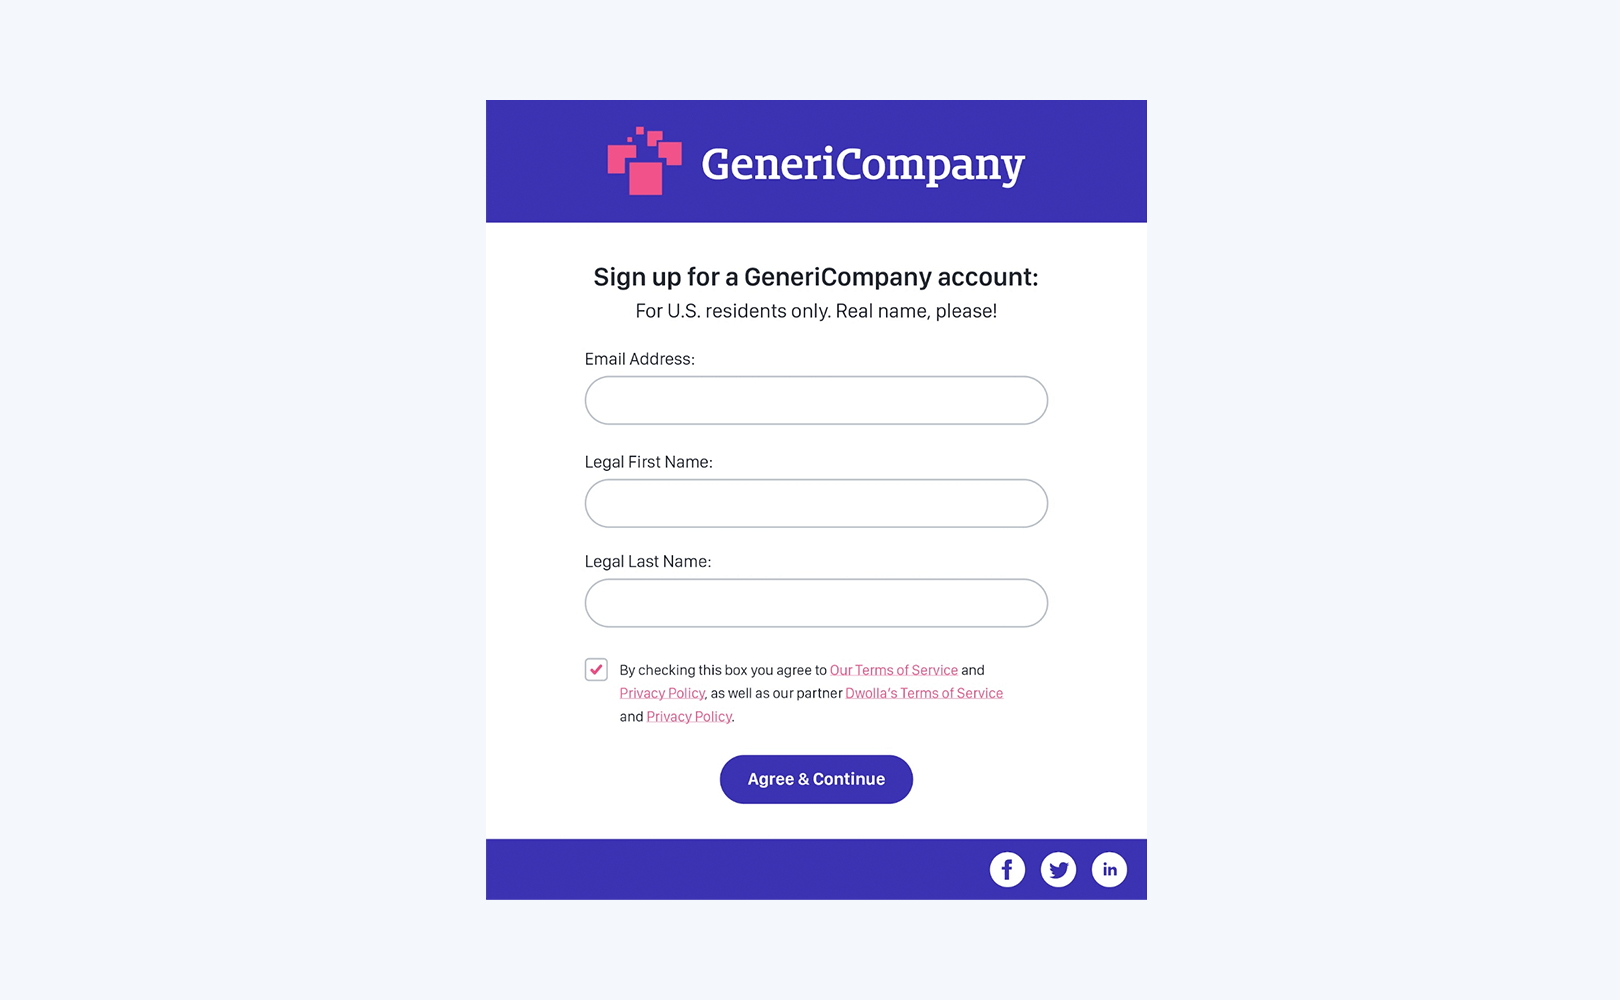 GeneriCompany
Sign up for a GeneriCompany account:
For U.S. residents only. Real name, please!
Email Address:
Legal First Name:
Legal Last Name:
By checking this box you agree to Our Terms of Service and
Privacy Policy, as well as our partner Dwolla's Terms of Service
and Privacy Policy.
Agree & Continue
f
in